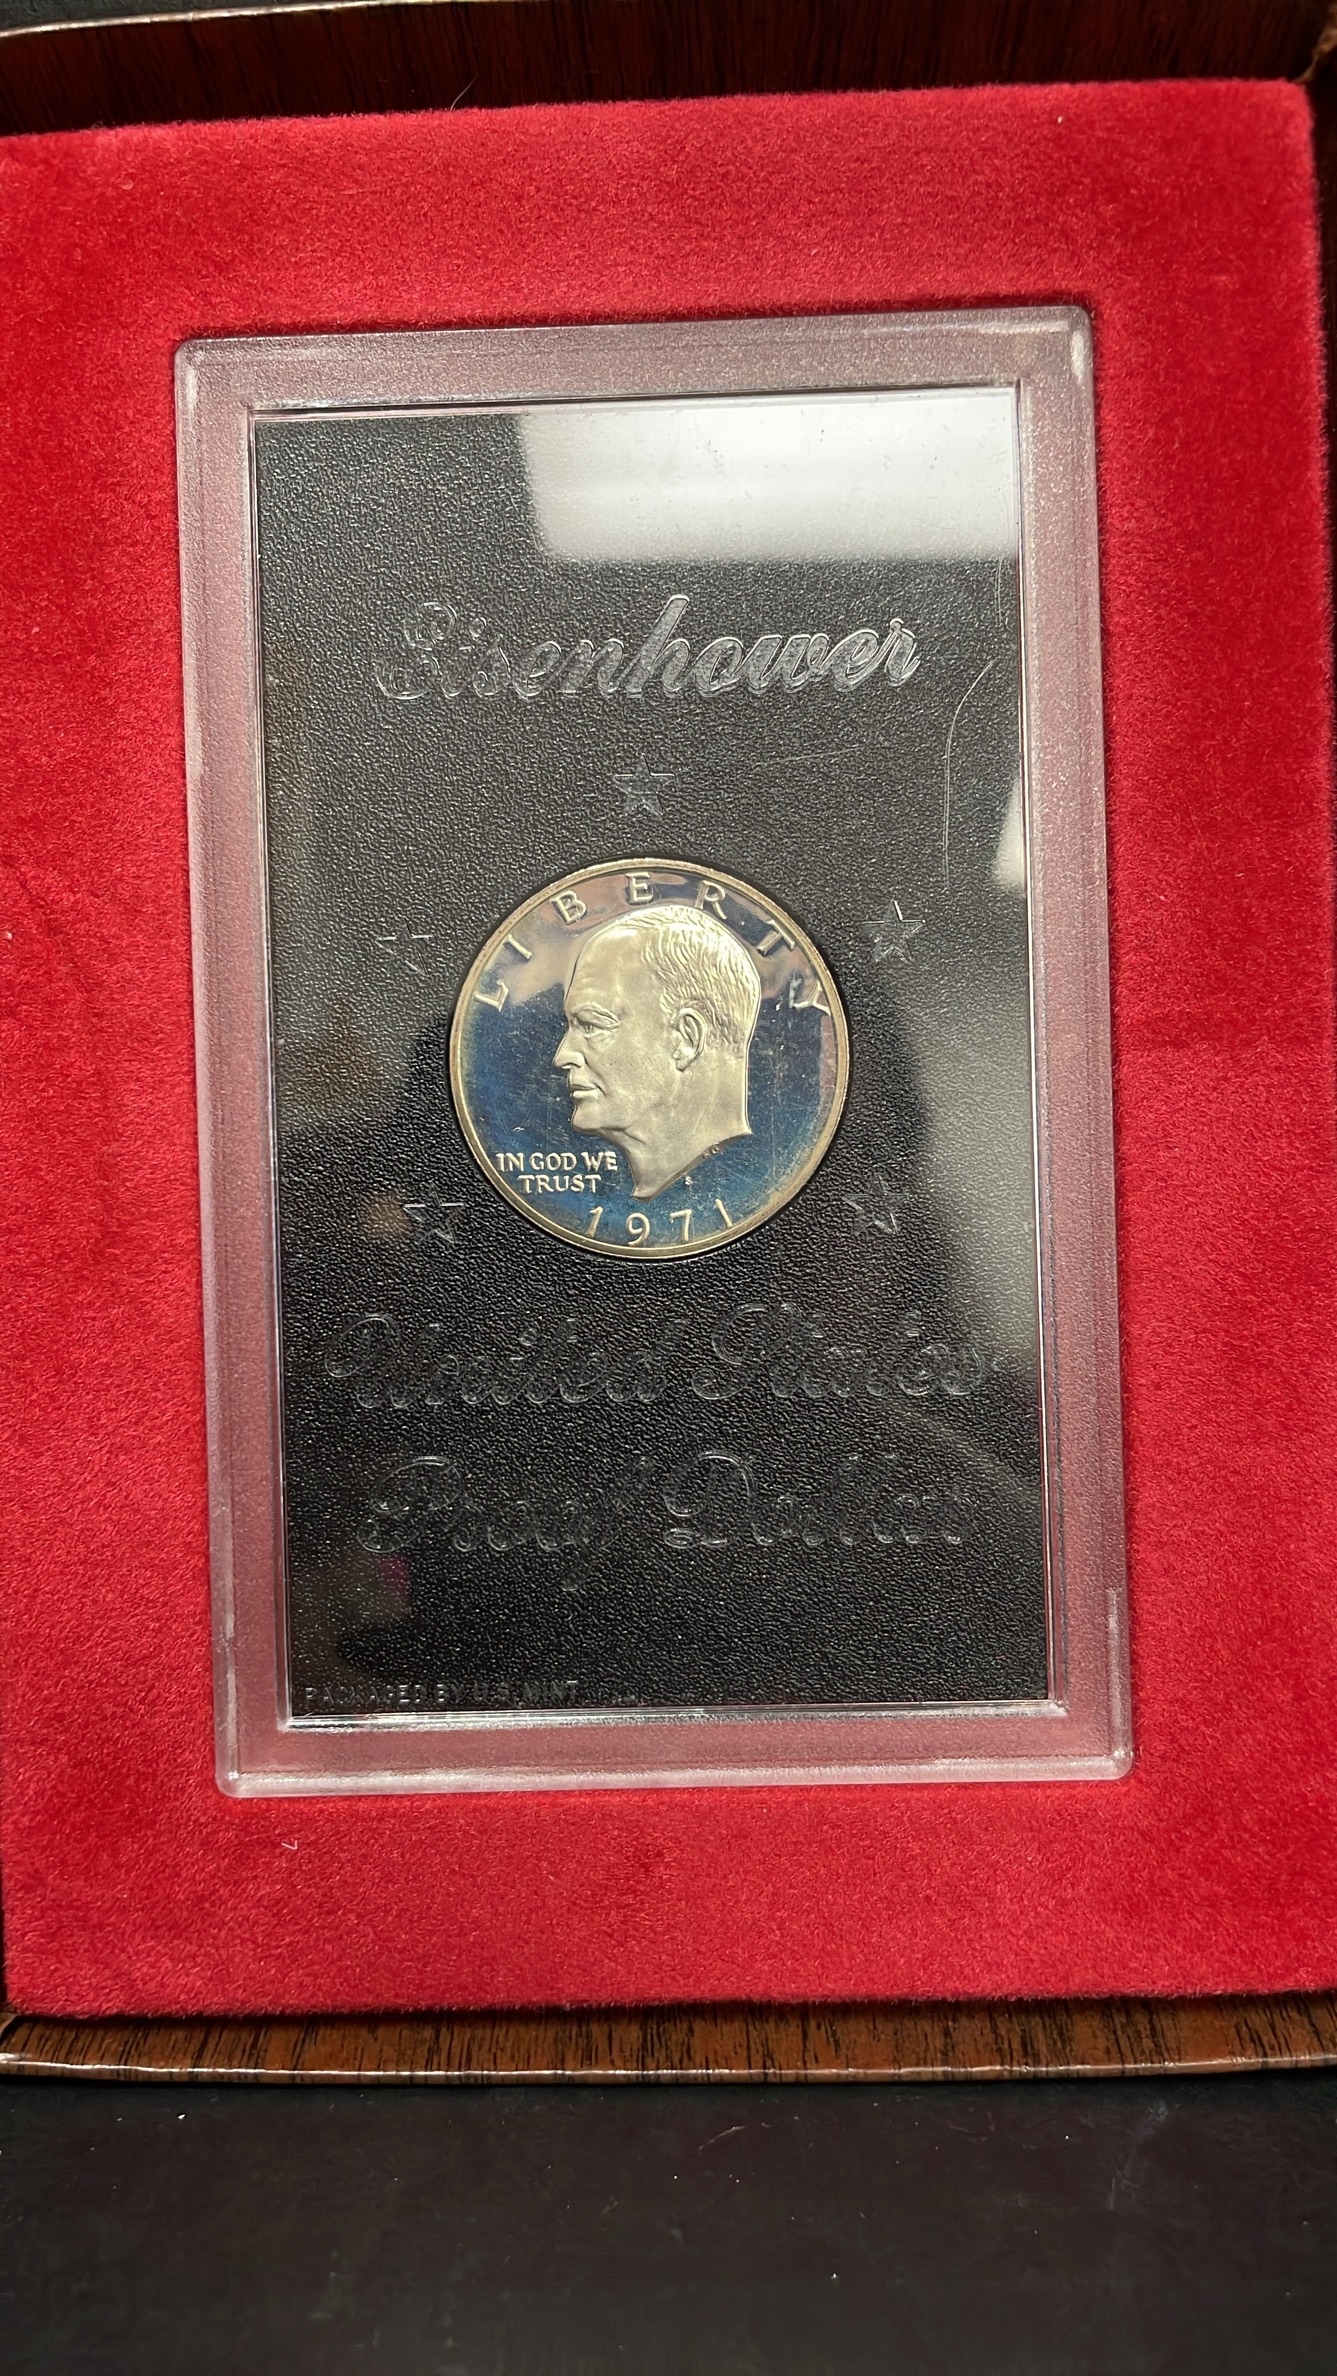 Eisenhower
LIBERTY
IN GOD WE
TRUST
S
1971
United States
Proof Dollar
PACKAGED BY U.S. MINT